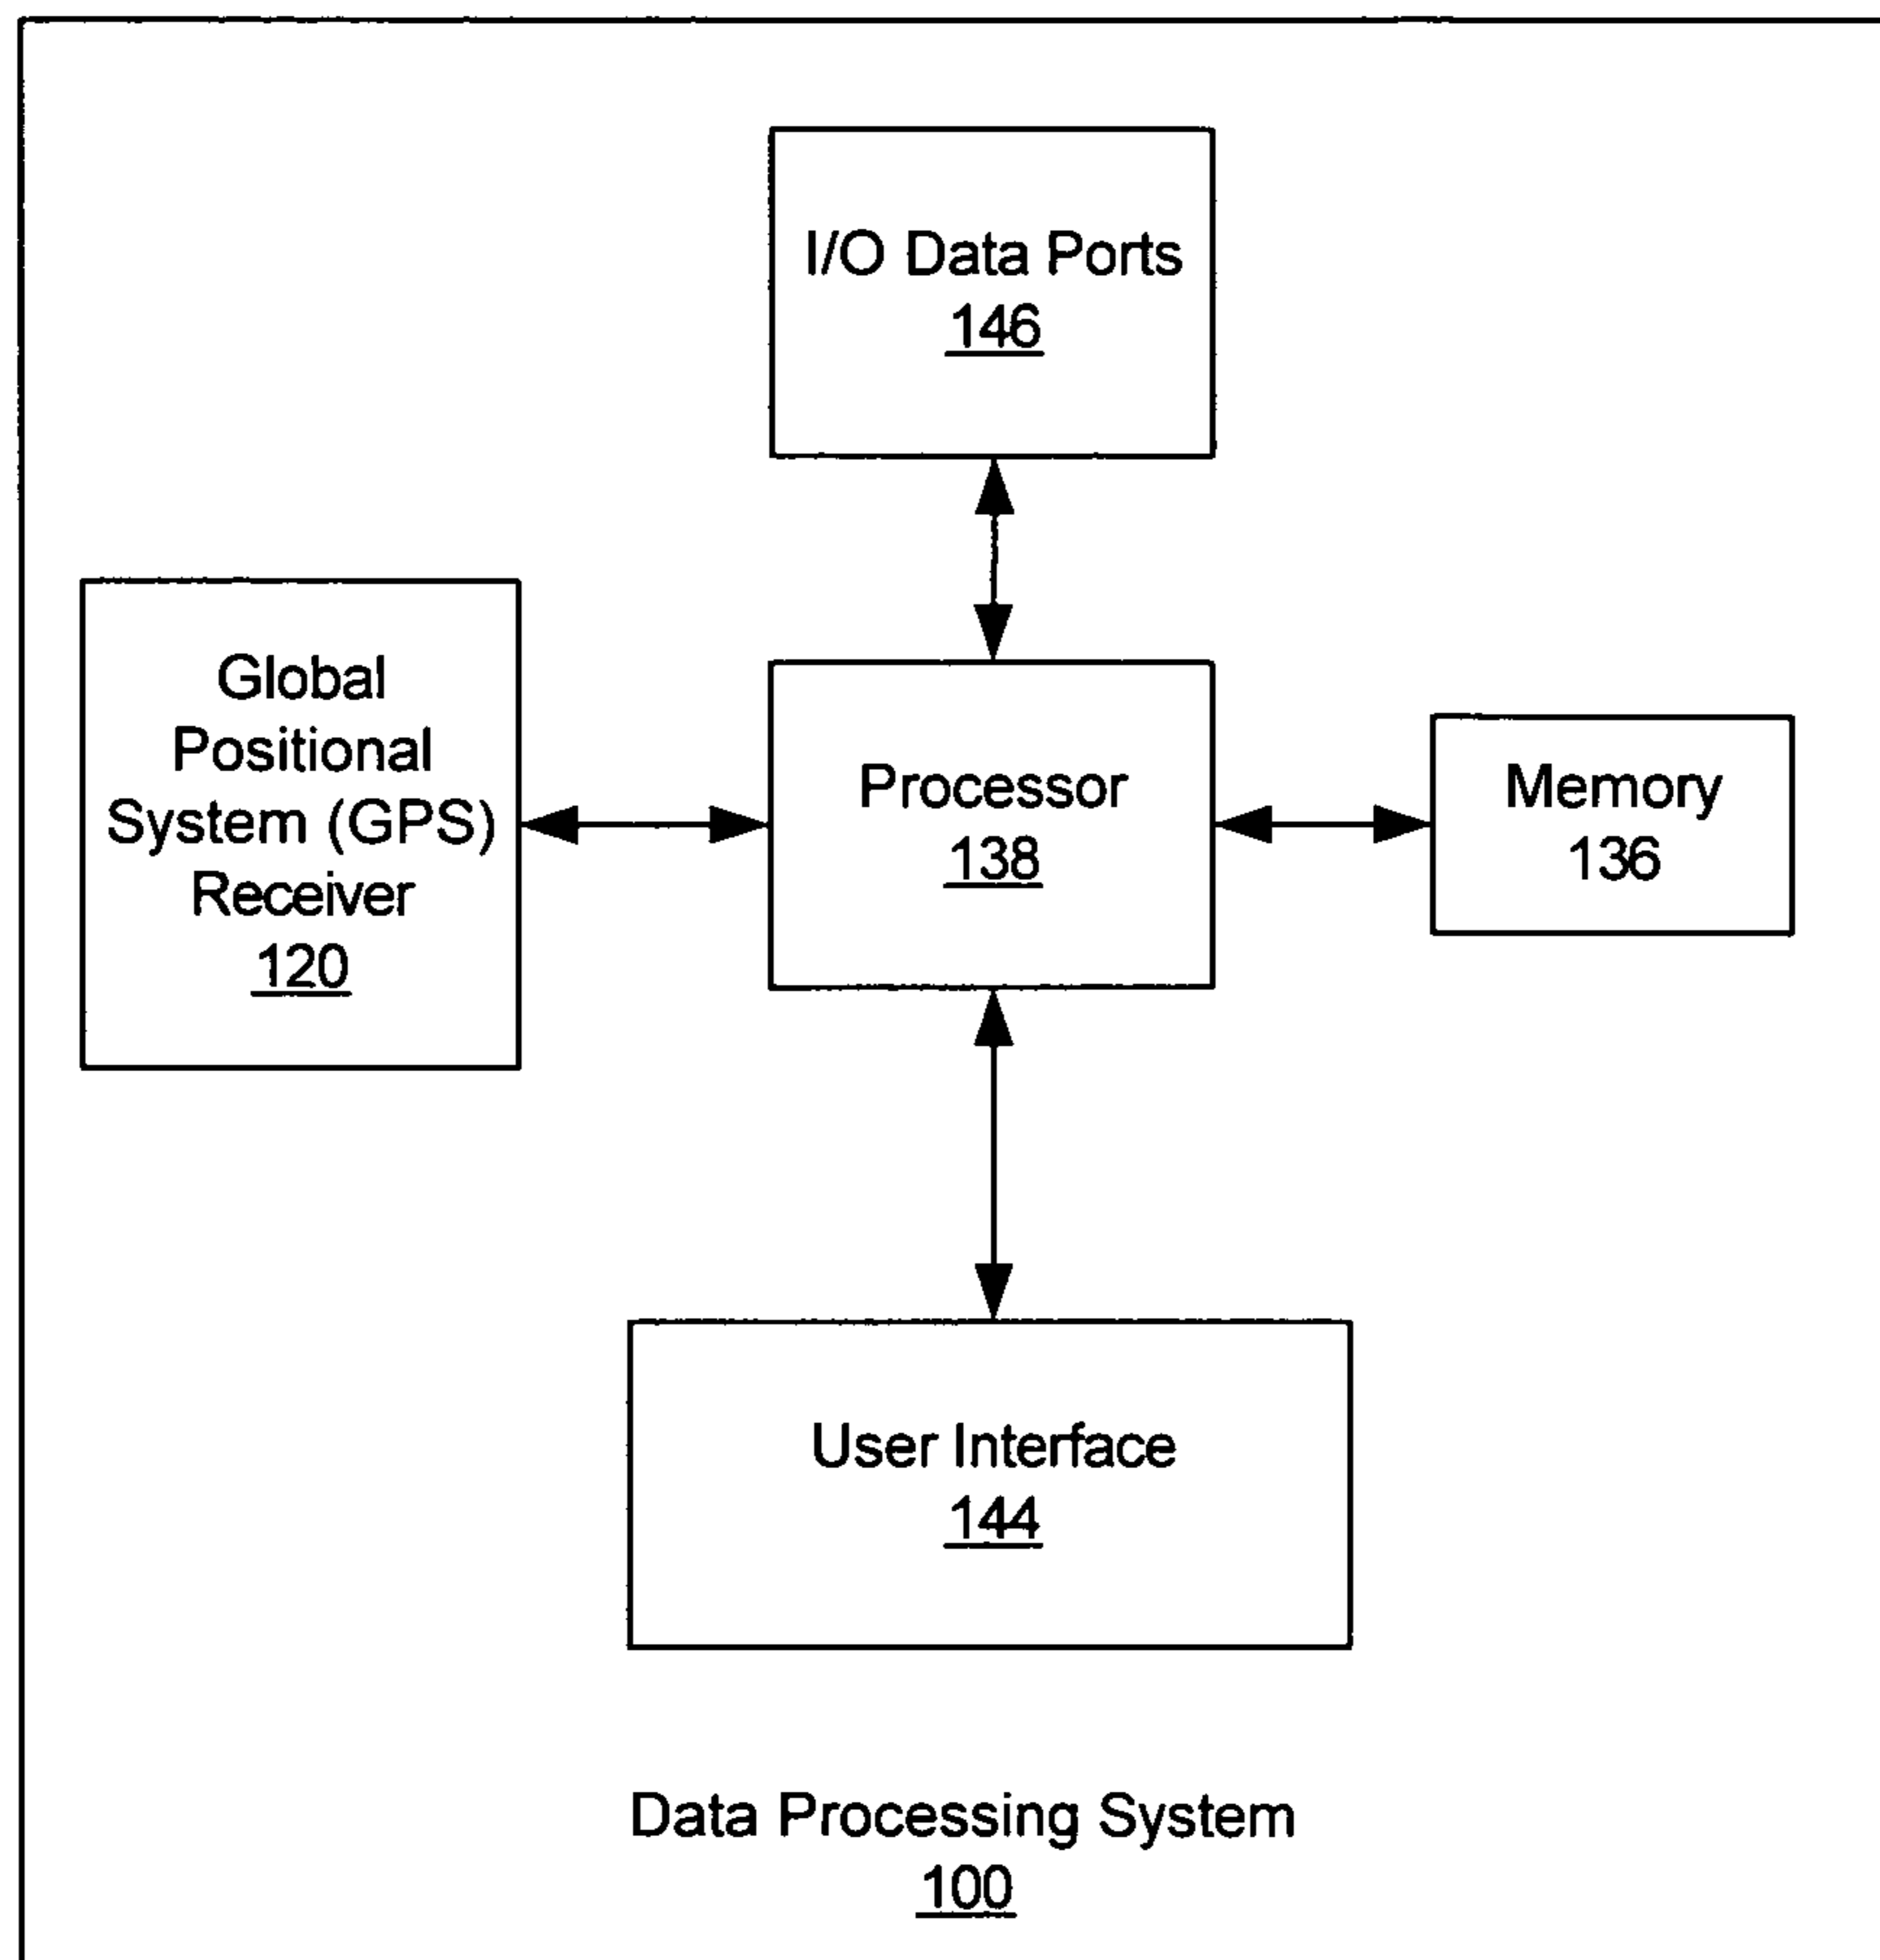 I/O Data Ports
146
Global
Positional
System (GPS)
Receiver
120
Processor
138
Memory
136
User Interface
144
Data Processing System
100